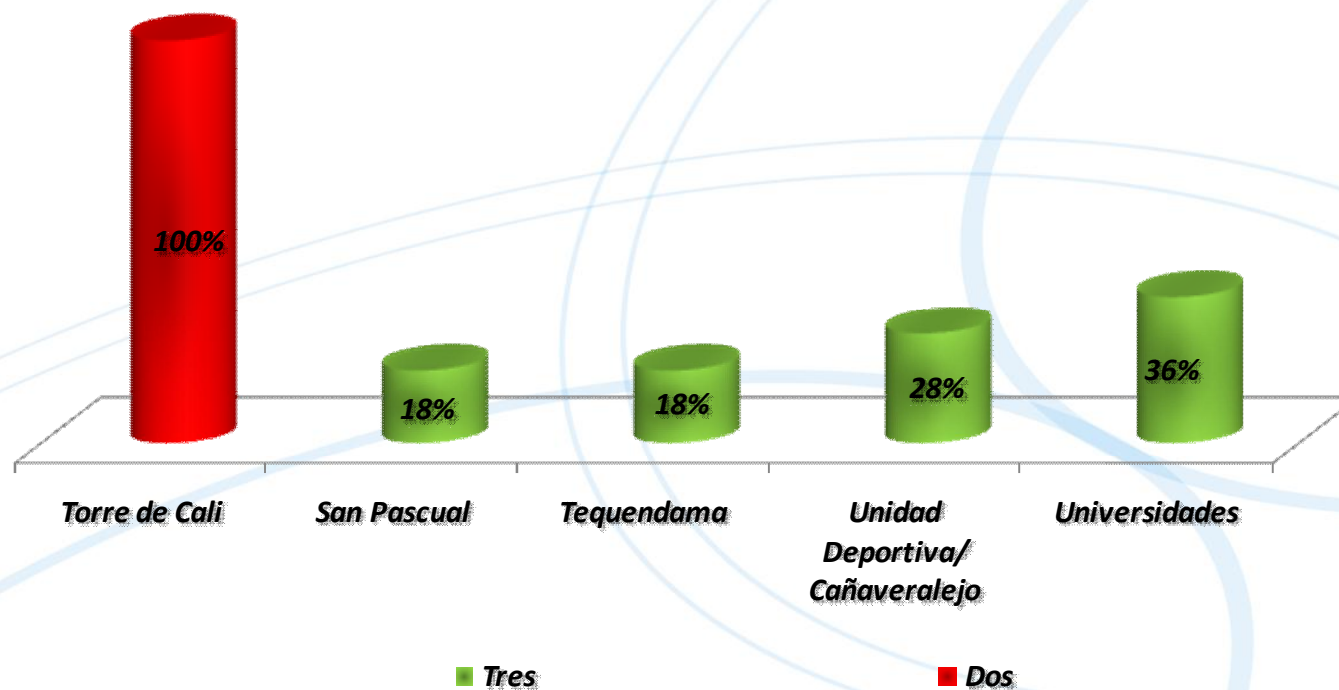 100%
18%
18%
28%
36%
Torre de Cali
San Pascual
Tequendama
Unidad
Deportiva/
Cañaveralejo
Universidades
Tres
Dos